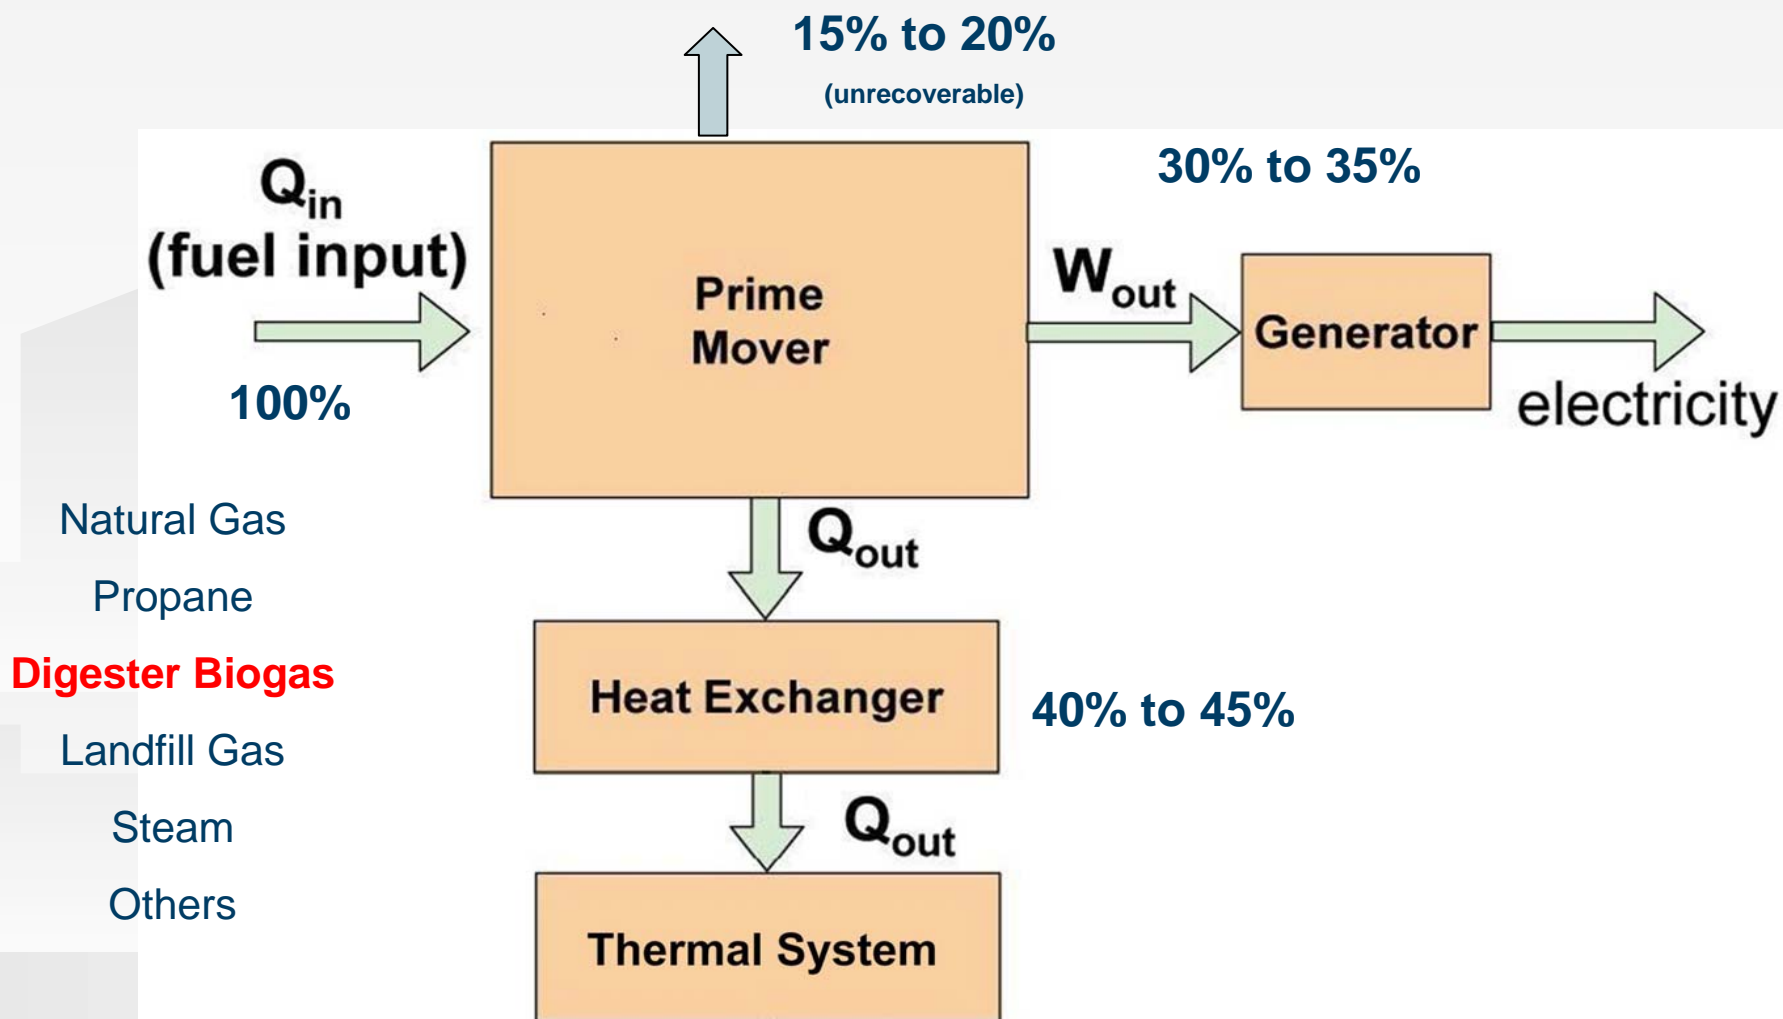 15% to 20%
(unrecoverable)
30% to 35%
Qin
(fuel input)
100%
Prime
Mover
Wout
Generator
electricity
Natural Gas
Propane
Digester Biogas
Landfill Gas
Steam
Others
Qout
Heat Exchanger
40% to 45%
Qout
Thermal System